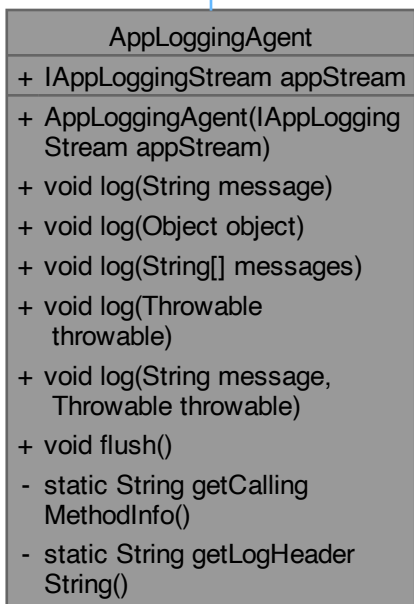 AppLoggingAgent
+ IAppLoggingStream appStream
+ AppLoggingAgent(IAppLogging
Stream appStream)
+ void log(String message)
+ void log(Object object)
+ void log(String[] messages)
+ void log(Throwable
throwable)
+ void log(String message,
Throwable throwable)
+ void flush()
- static String getCalling
MethodInfo()
- static String getLogHeader
String()